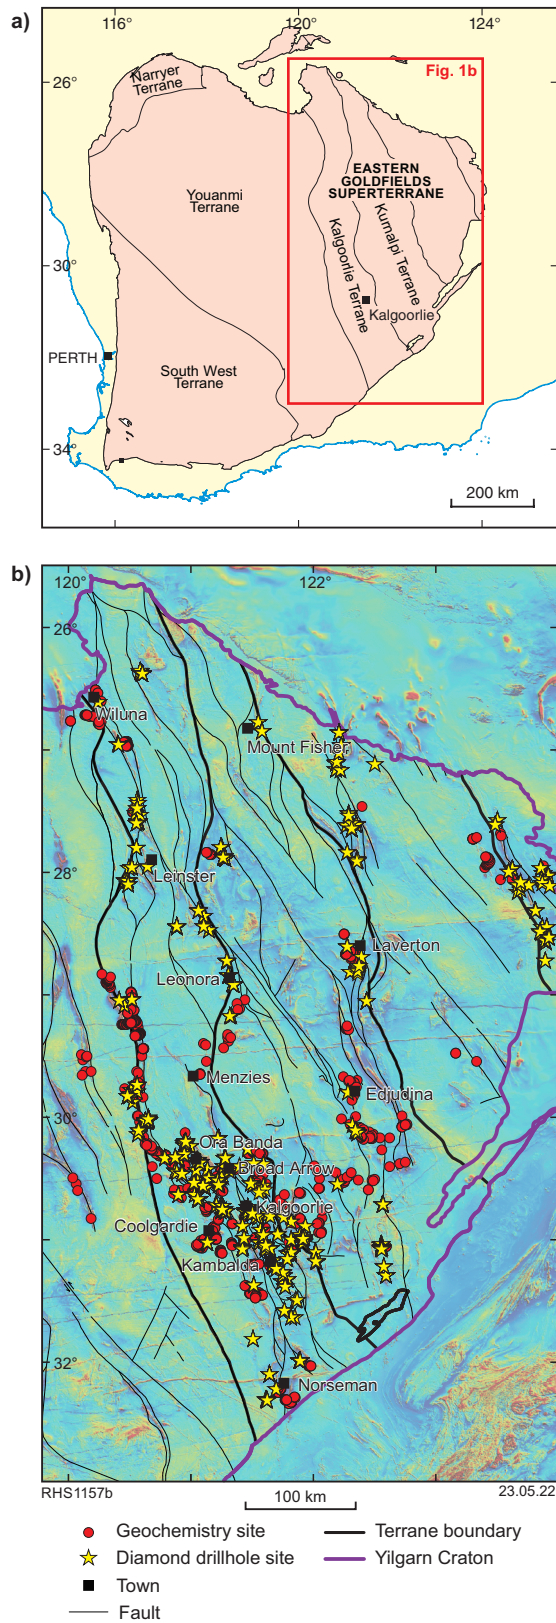 a)
116°
120°
124°
26°
30°
34°
Fig. 1b
Narryer
Terrane
Youanmi
Terrane
EASTERN
GOLDFIELDS
SUPERTERRANE
Kalgoorlie Terrane
Kurnalpi Terrane
Kalgoorlie
PERTH
South West
Terrane
200 km
b)
120°
122°
26°
Wiluna
Mount Fisher
28°
Leinster
Laverton
Leonora
Menzies
Edjudina
30°
Ora Banda
Broad Arrow
Kalgoorlie
Coolgardie
Kambalda
32°
Norseman
RHS1157b
100 km
23.05.22
Geochemistry site
Terrane boundary
Diamond drillhole site
Yilgarn Craton
Town
Fault